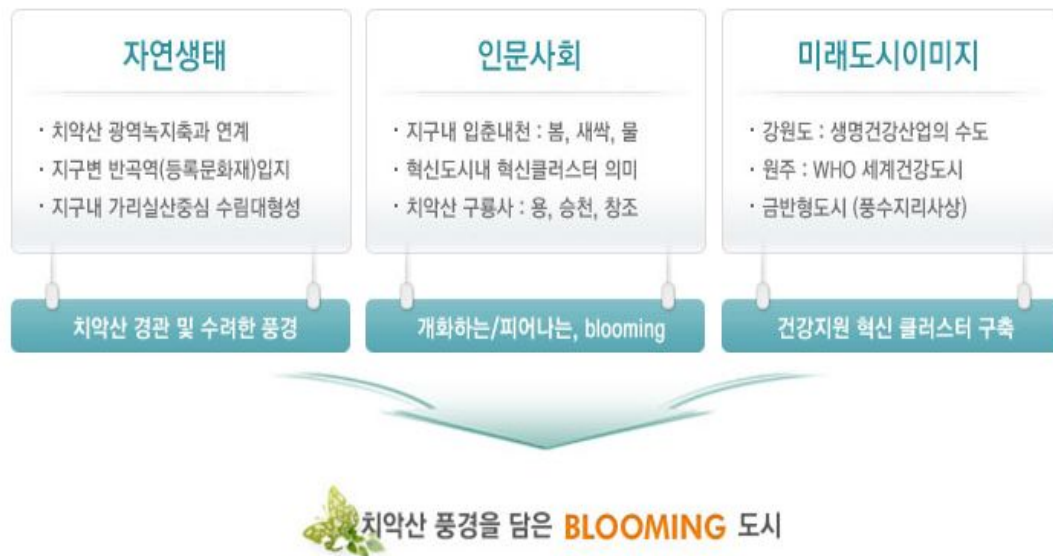 자연생태
· 치악산 광역녹지축과 연계
· 지구변 반곡역(등록문화재)입지
· 지구내 가리실산중심 수림대형성
치악산 경관 및 수려한 풍경
인문사회
· 지구내 입춘내천 : 봄, 새싹, 물
· 혁신도시내 혁신클러스터 의미
· 치악산 구룡사 : 용, 승천, 창조
개화하는/피어나는, blooming
미래도시이미지
· 강원도 : 생명건강산업의 수도
· 원주 : WHO 세계건강도시
· 금반형도시 (풍수지리사상)
건강지원 혁신 클러스터 구축
치악산 풍경을 담은 BLOOMING 도시